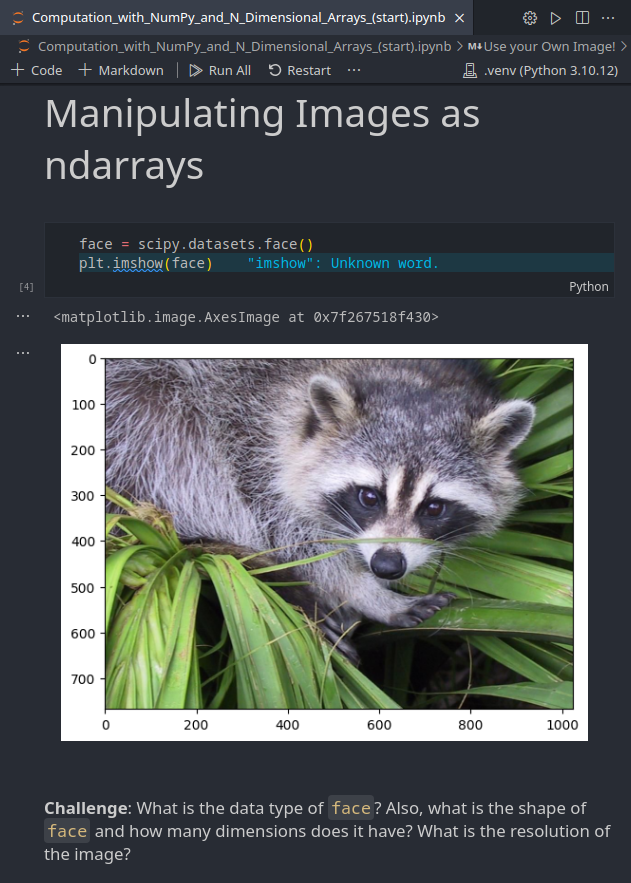 Computation_with_NumPy_and_N_Dimensional_Arrays_(start).ipynb
Computation_with_NumPy_and_N_Dimensional_Arrays_(start).ipynb > M↓Use your Own Image! >
+ Code + Markdown | Run All Restart ··· .venv (Python 3.10.12)
Manipulating Images as
ndarrays
face = scipy.datasets.face()
plt.imshow(face) "imshow": Unknown word.
[4] Python
<matplotlib.image.AxesImage at 0x7f267518f430>
0
100
200
300
400
500
600
700
0 200 400 600 800 1000
Challenge: What is the data type of face? Also, what is the shape of
face and how many dimensions does it have? What is the resolution of
the image?